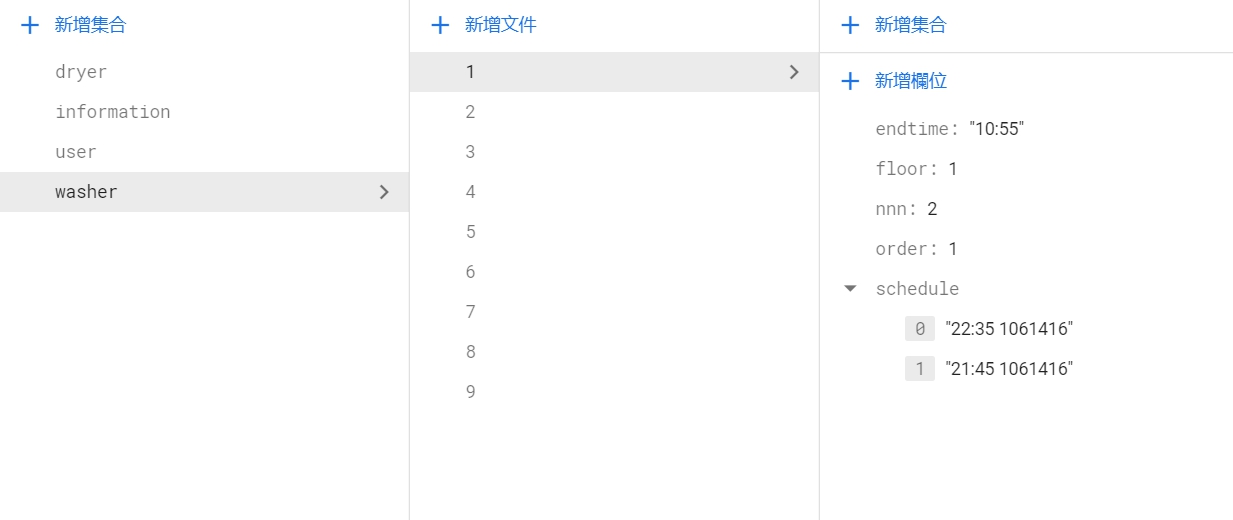 新增集合
dryer
information
user
washer
新增文件
1
2
3
4
5
6
7
8
9
新增集合
新增欄位
endtime: "10:55"
floor: 1
nnn: 2
order: 1
schedule
0 "22:35 1061416"
1 "21:45 1061416"